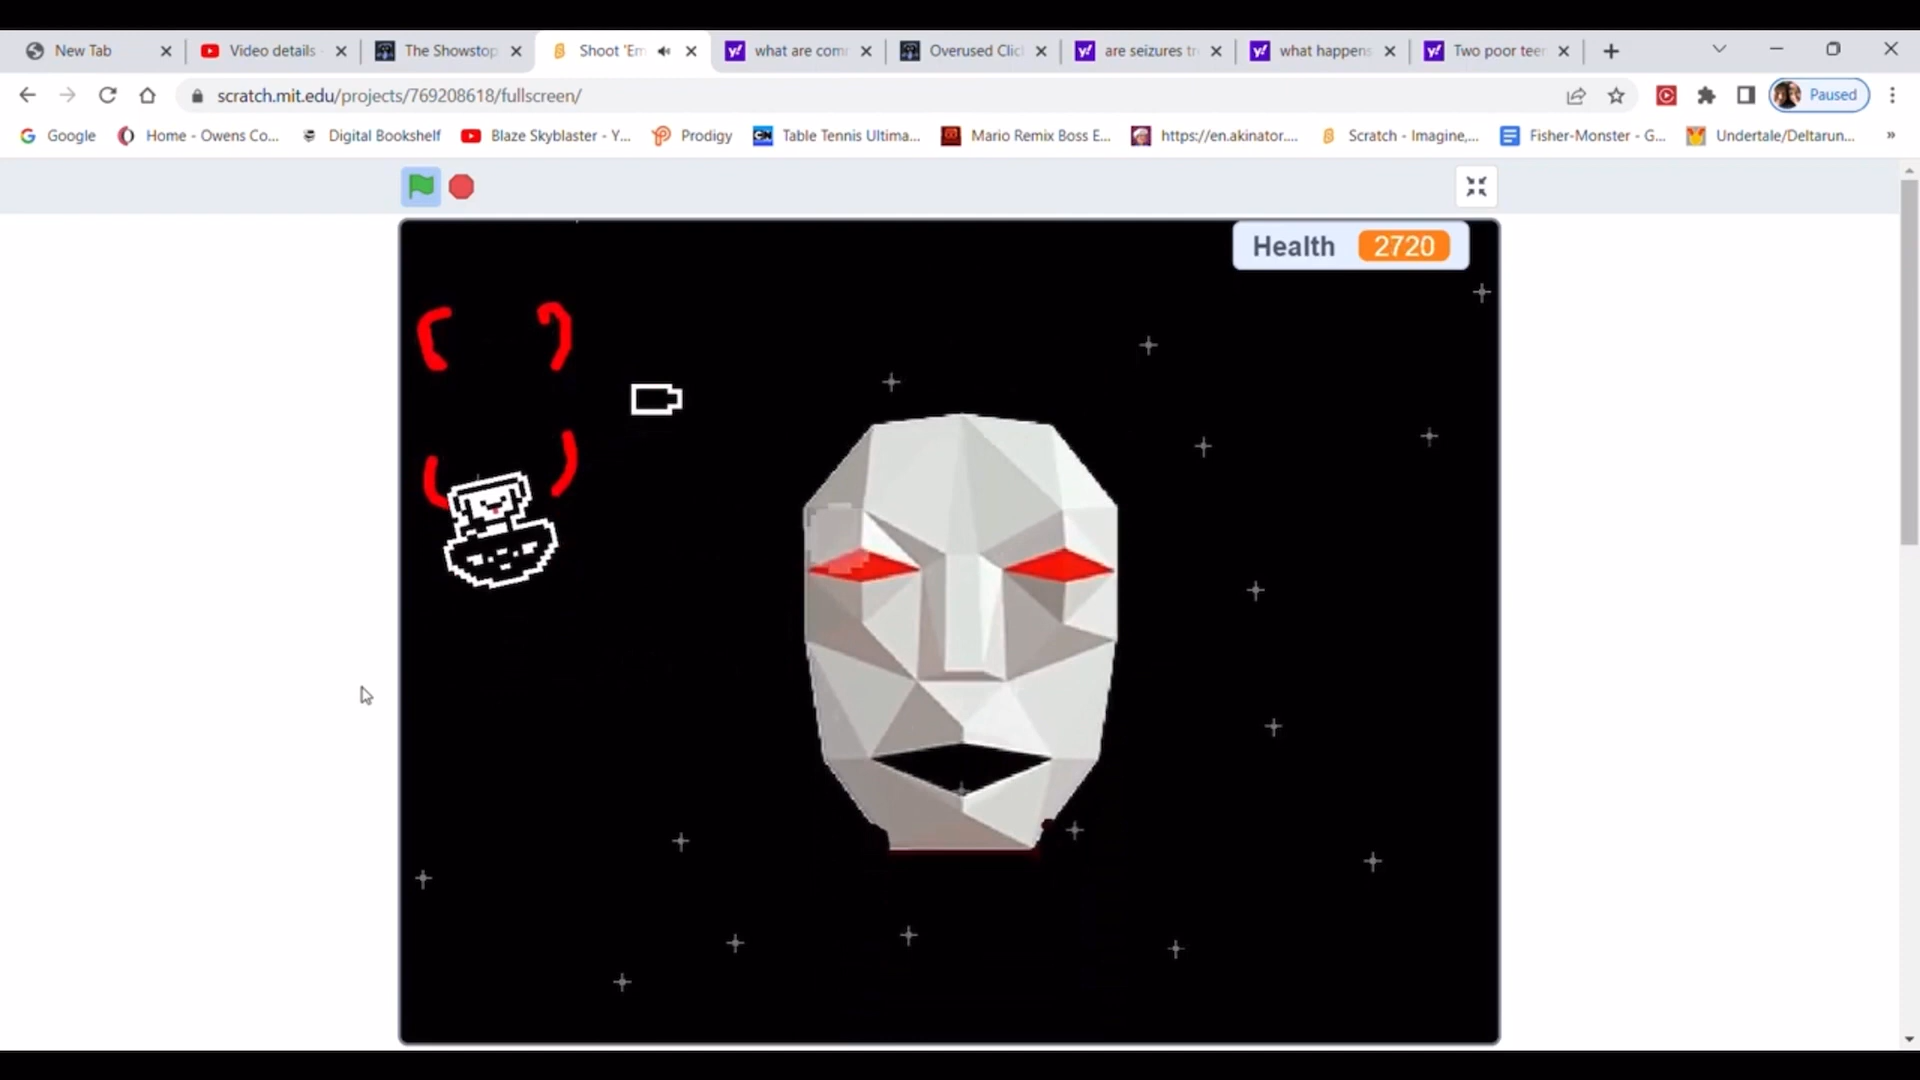 New Tab
Video details
The Showstop
Shoot 'Em
what are com
Overused Clic
are seizures tr
what happens
Two poor teen
scratch.mit.edu/projects/769208618/fullscreen/
Paused
Google
Home - Owens Co...
Digital Bookshelf
Blaze Skyblaster - Y...
Prodigy
Table Tennis Ultima...
Mario Remix Boss E...
https://en.akinator....
Scratch - Imagine,...
Fisher-Monster - G...
Undertale/Deltarun...
»
Health 2720